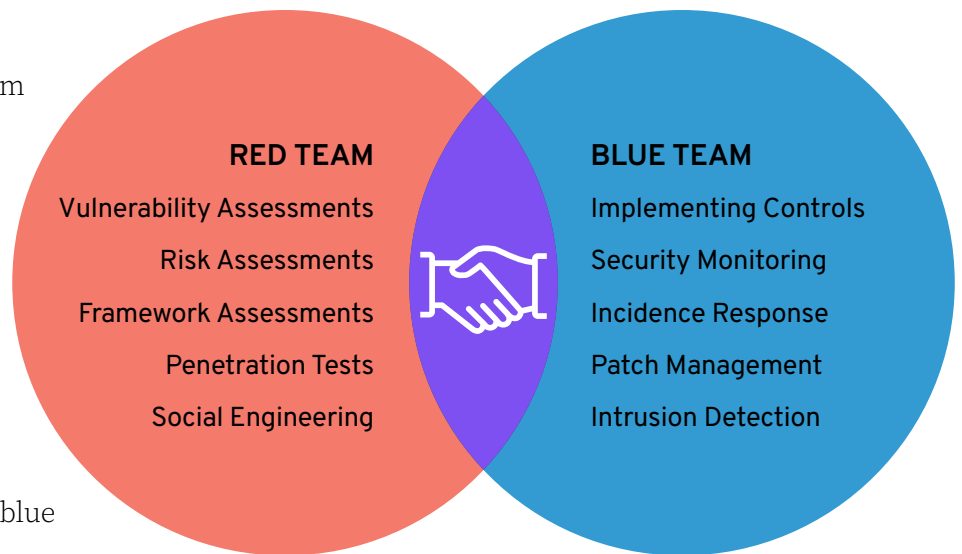 m
RED TEAM
Vulnerability Assessments
Risk Assessments
Framework Assessments
Penetration Tests
Social Engineering
BLUE TEAM
Implementing Controls
Security Monitoring
Incidence Response
Patch Management
Intrusion Detection
blue